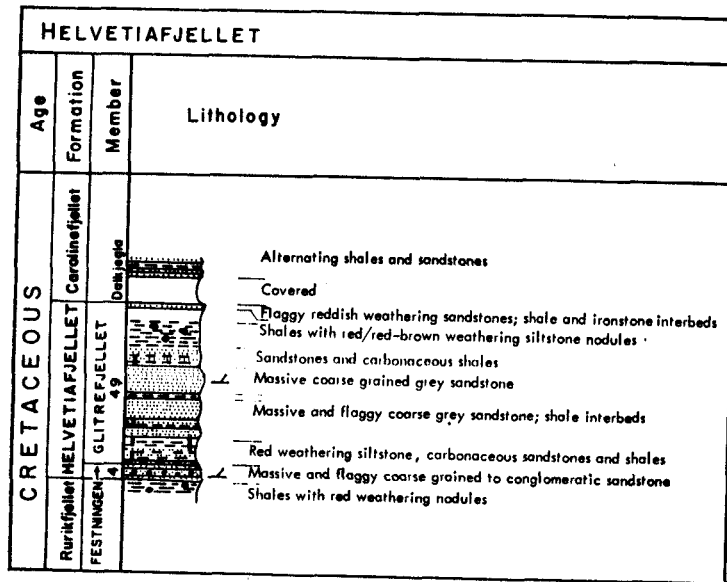 HELVETIAFJELLET
Age
Formation
Member
Lithology
CRETACEOUS
Carolinefjellet
HELVETIAFJELLET
Rurikfjellet
Dalkjegla
GLITREFJELLET
49
FESTNINGEN
14
Alternating shales and sandstones
Covered
Flaggy reddish weathering sandstones; shale and ironstone interbeds
Shales with red/red-brown weathering siltstone nodules
Sandstones and carbonaceous shales
Massive coarse grained grey sandstone
Massive and flaggy coarse grey sandstone; shale interbeds
Red weathering siltstone, carbonaceous sandstones and shales
Massive and flaggy coarse grained to conglomeratic sandstone
Shales with red weathering nodules